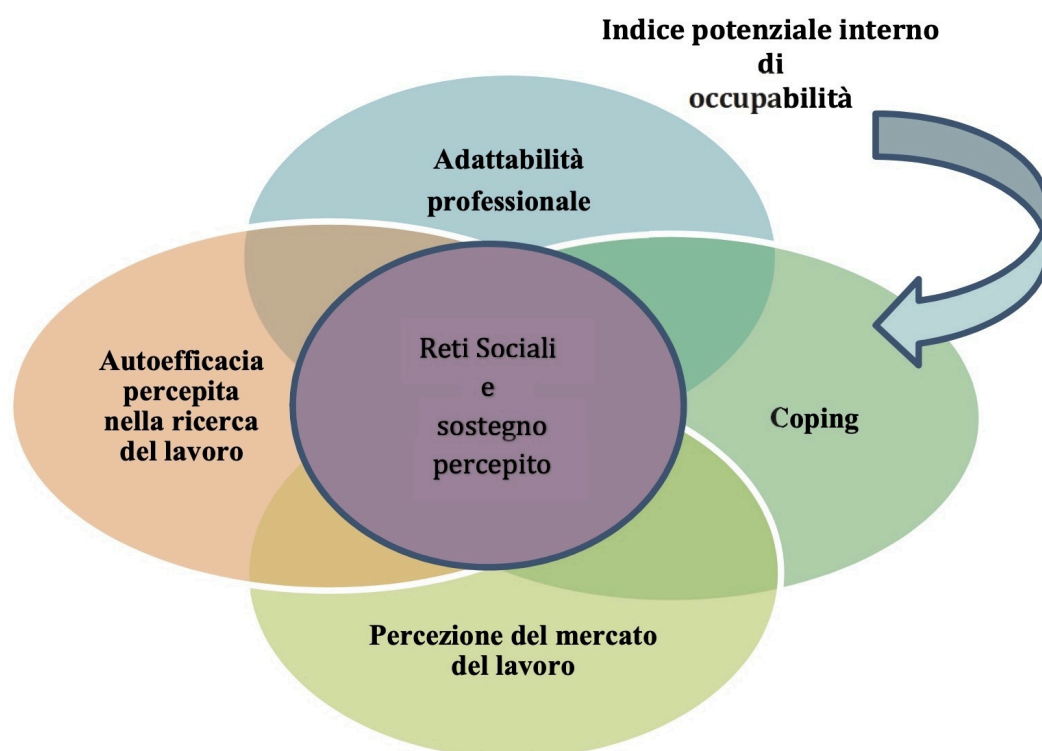 Indice potenziale interno
di
occupabilità
Adattabilità
professionale
Autoefficacia
percepita
nella ricerca
del lavoro
Reti Sociali
e
sostegno
percepito
Coping
Percezione del mercato
del lavoro